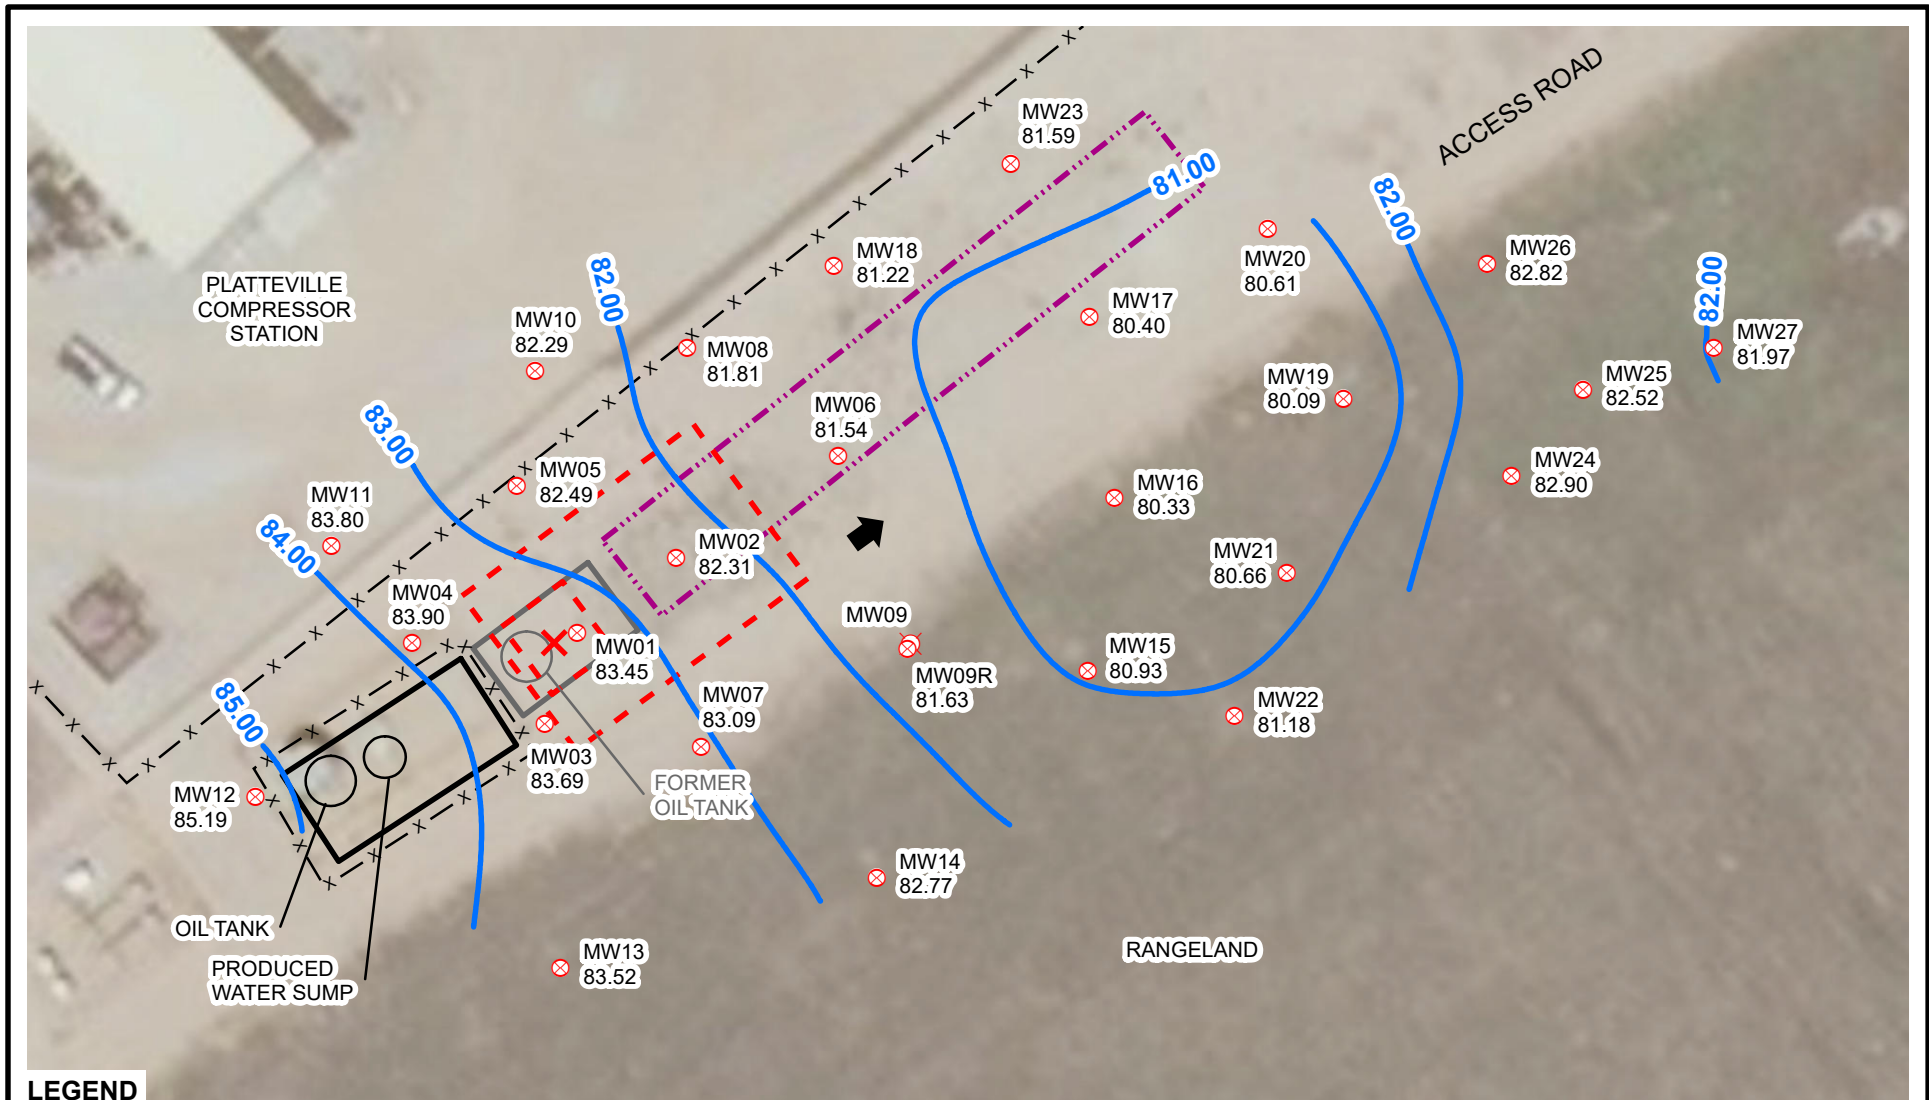 ACCESS ROAD
MW23
81.59
81.00
82.00
MW18
81.22
MW20
80.61
MW26
82.82
82.00
PLATTEVILLE
COMPRESSOR
STATION
82.00
MW10
82.29
MW08
81.81
MW17
80.40
MW27
81.97
MW19
80.09
MW25
82.52
83.00
MW06
81.54
MW05
82.49
MW11
83.80
84.00
MW16
80.33
MW24
82.90
MW02
82.31
MW21
80.66
MW04
83.90
MW09
MW01
83.45
MW15
80.93
MW09R
81.63
85.00
MW07
83.09
MW22
81.18
MW03
83.69
FORMER
OIL TANK
MW12
85.19
MW14
82.77
OIL TANK
MW13
83.52
RANGELAND
PRODUCED
WATER SUMP
LEGEND